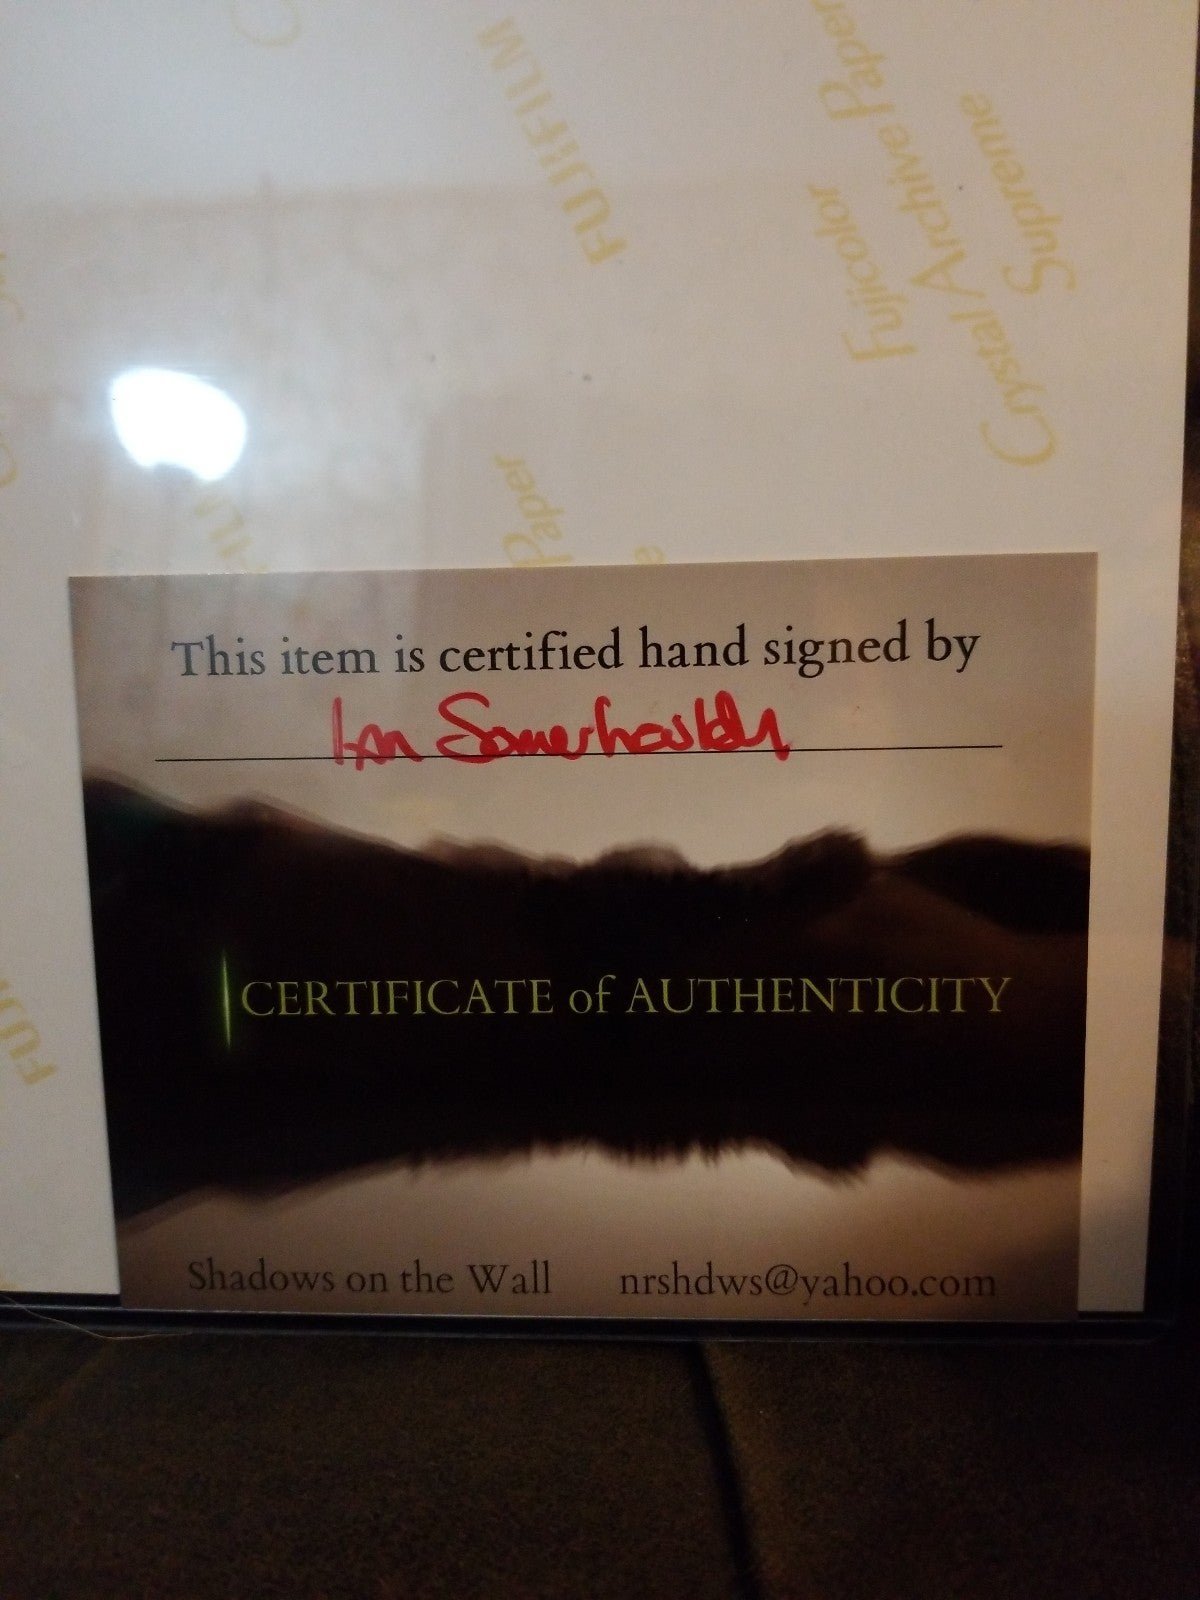 FUJIFILM
Fujicolor
Crystal Archive Paper
Supreme
Paper
This item is certified hand signed by
Ian Somerhalder
CERTIFICATE of AUTHENTICITY
Shadows on the Wall nrshdws@yahoo.com